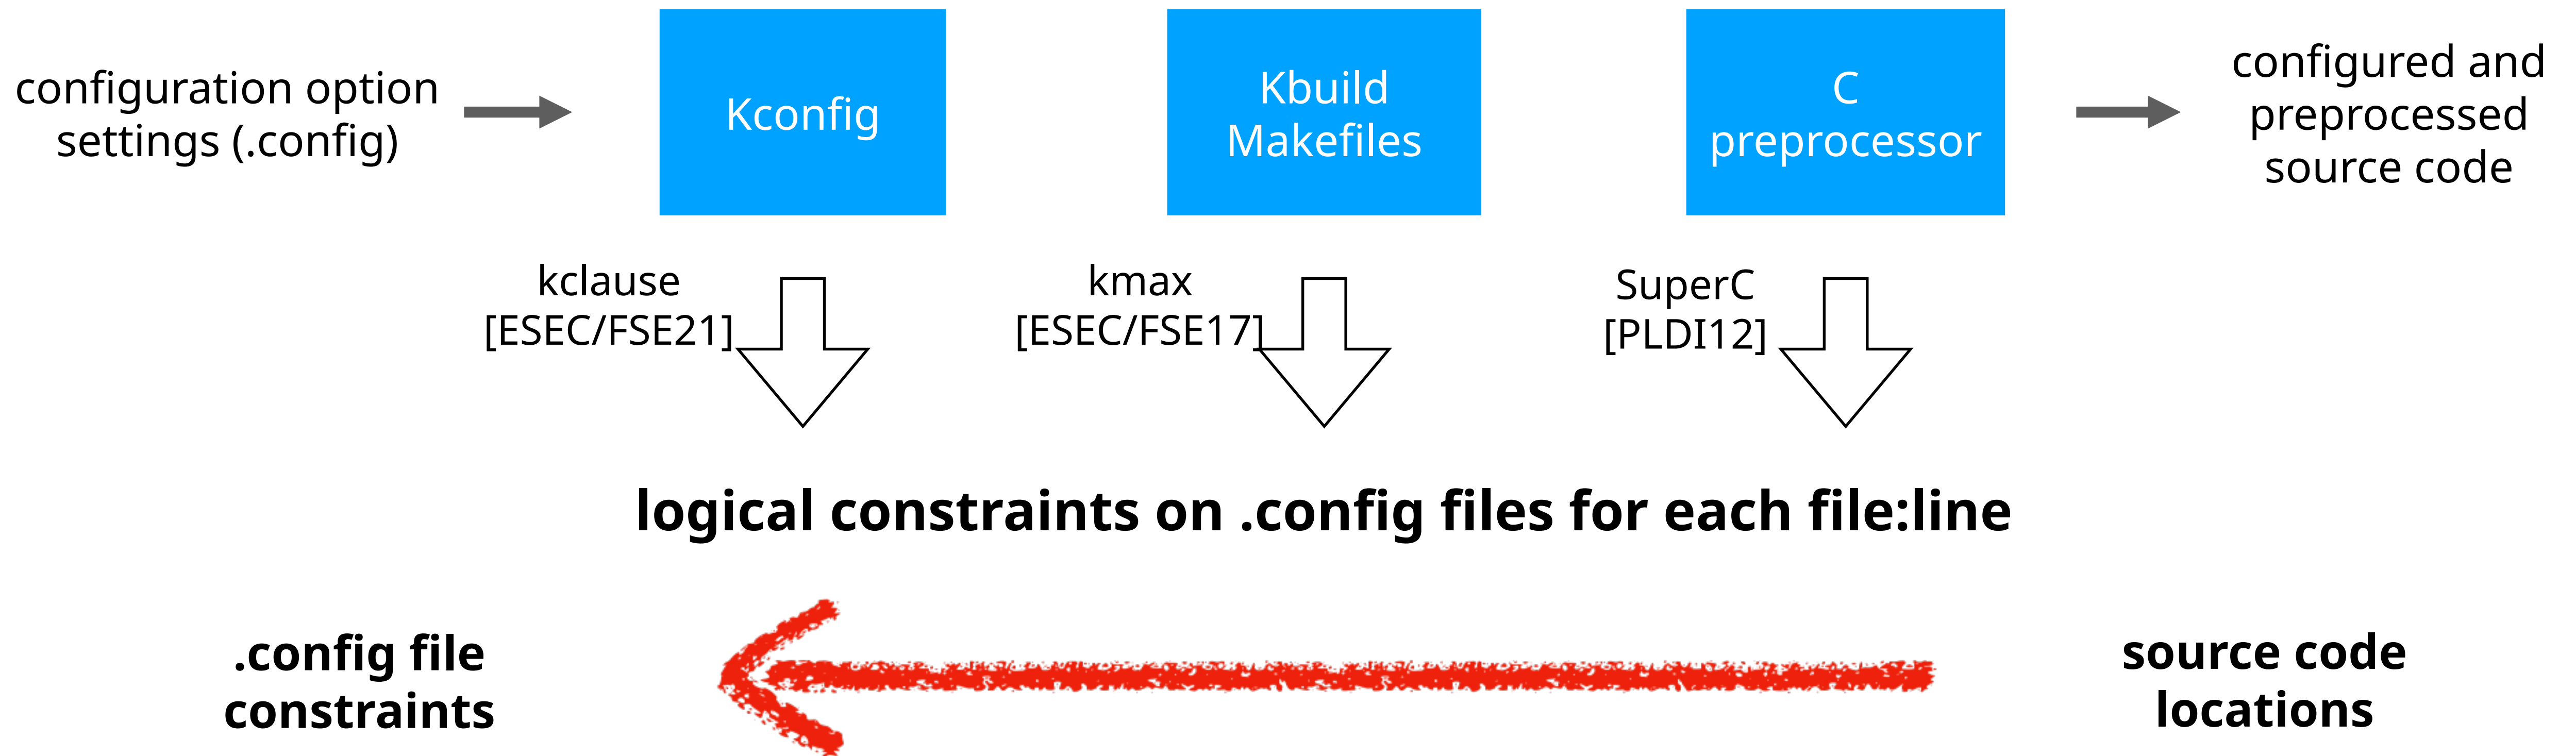 configuration option
settings (.config)
Kconfig
Kbuild
Makefiles
C
preprocessor
configured and
preprocessed
source code
kclause
[ESEC/FSE21]
kmax
[ESEC/FSE17]
SuperC
[PLDI12]
logical constraints on .config files for each file:line
.config file
constraints
source code
locations